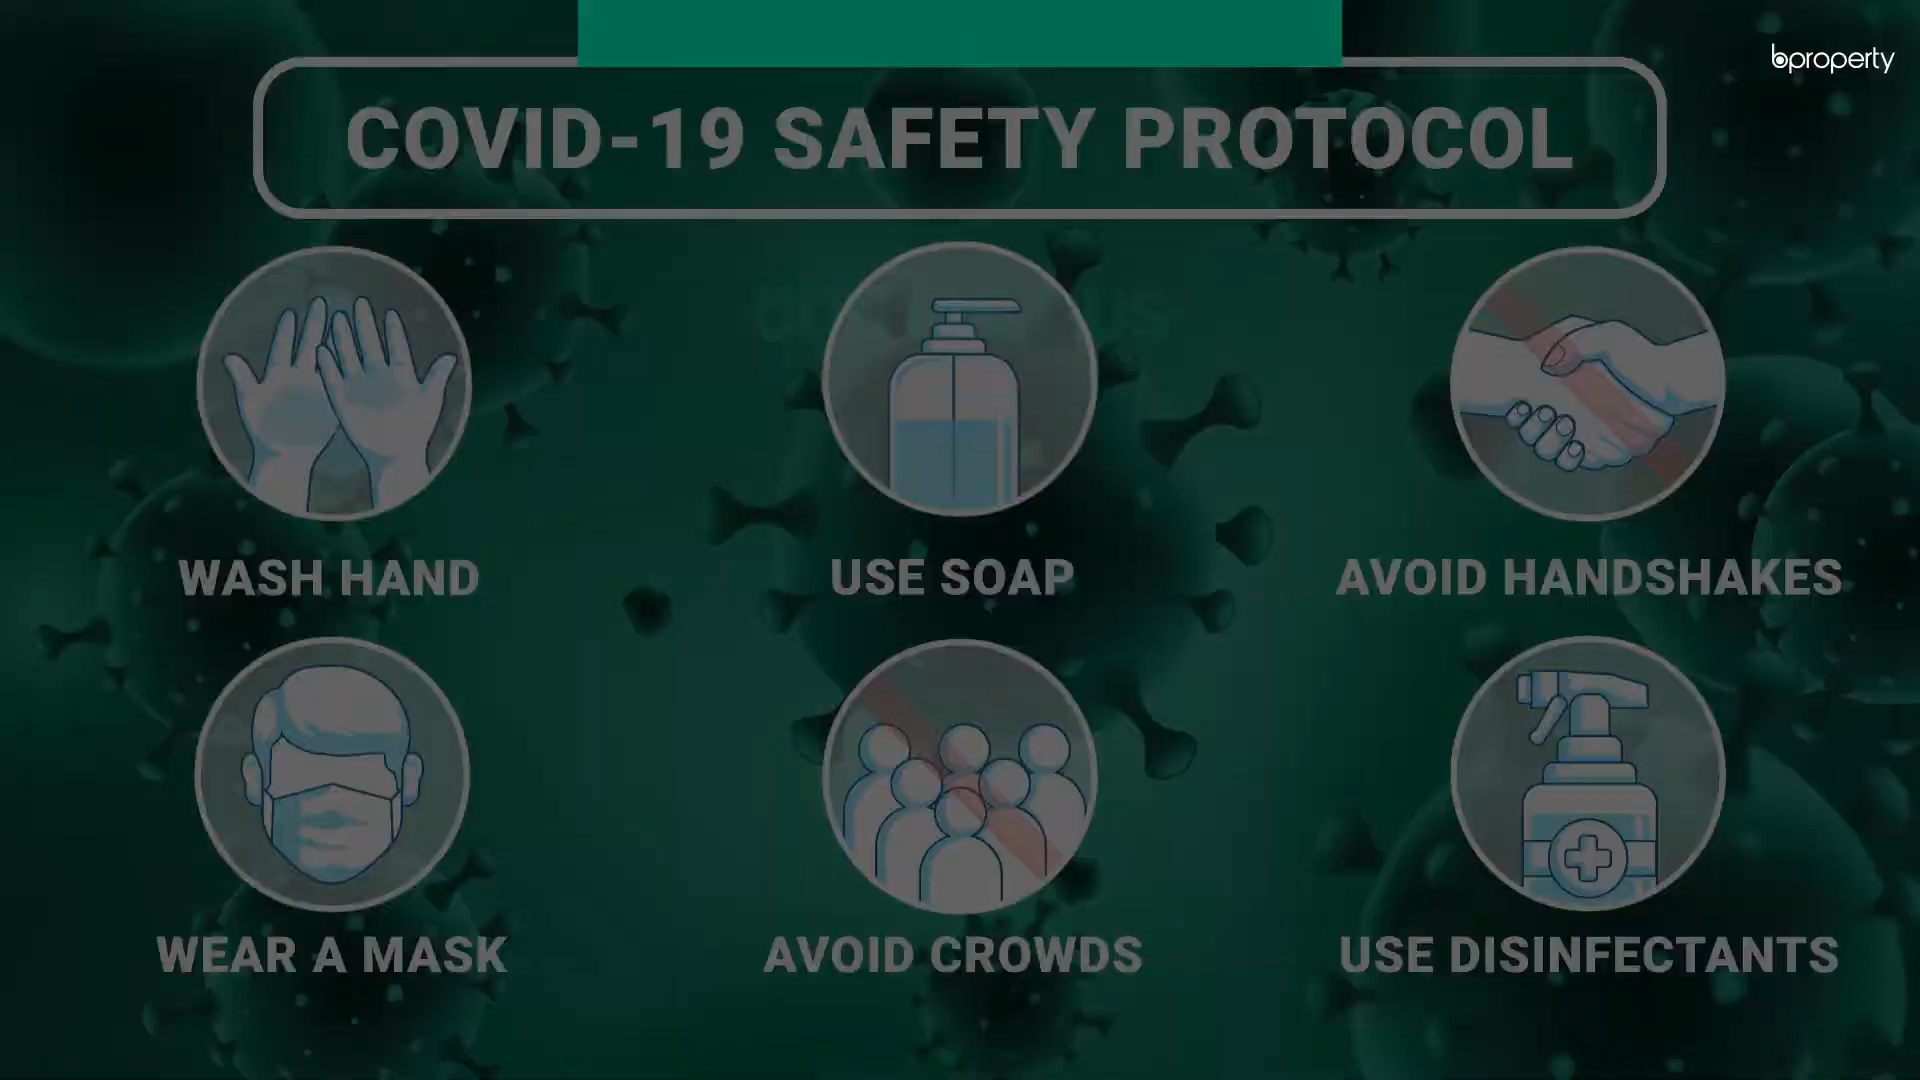 bproperty
COVID-19 SAFETY PROTOCOL
WASH HAND
USE SOAP
AVOID HANDSHAKES
WEAR A MASK
AVOID CROWDS
USE DISINFECTANTS